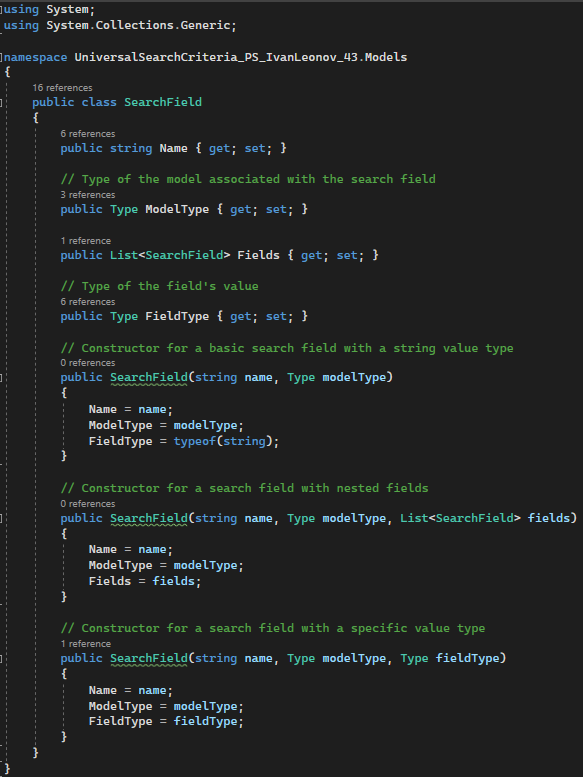 using System;
using System.Collections.Generic;
namespace UniversalSearchCriteria_PS_IvanLeonov_43.Models
{
16 references
public class SearchField
{
6 references
public string Name { get; set; }
// Type of the model associated with the search field
3 references
public Type ModelType { get; set; }
1 reference
public List<SearchField> Fields { get; set; }
// Type of the field's value
6 references
public Type FieldType { get; set; }
// Constructor for a basic search field with a string value type
0 references
public SearchField(string name, Type modelType)
{
Name = name;
ModelType = modelType;
FieldType = typeof(string);
}
// Constructor for a search field with nested fields
0 references
public SearchField(string name, Type modelType, List<SearchField> fields)
{
Name = name;
ModelType = modelType;
Fields = fields;
}
// Constructor for a search field with a specific value type
1 reference
public SearchField(string name, Type modelType, Type fieldType)
{
Name = name;
ModelType = modelType;
FieldType = fieldType;
}
}
}